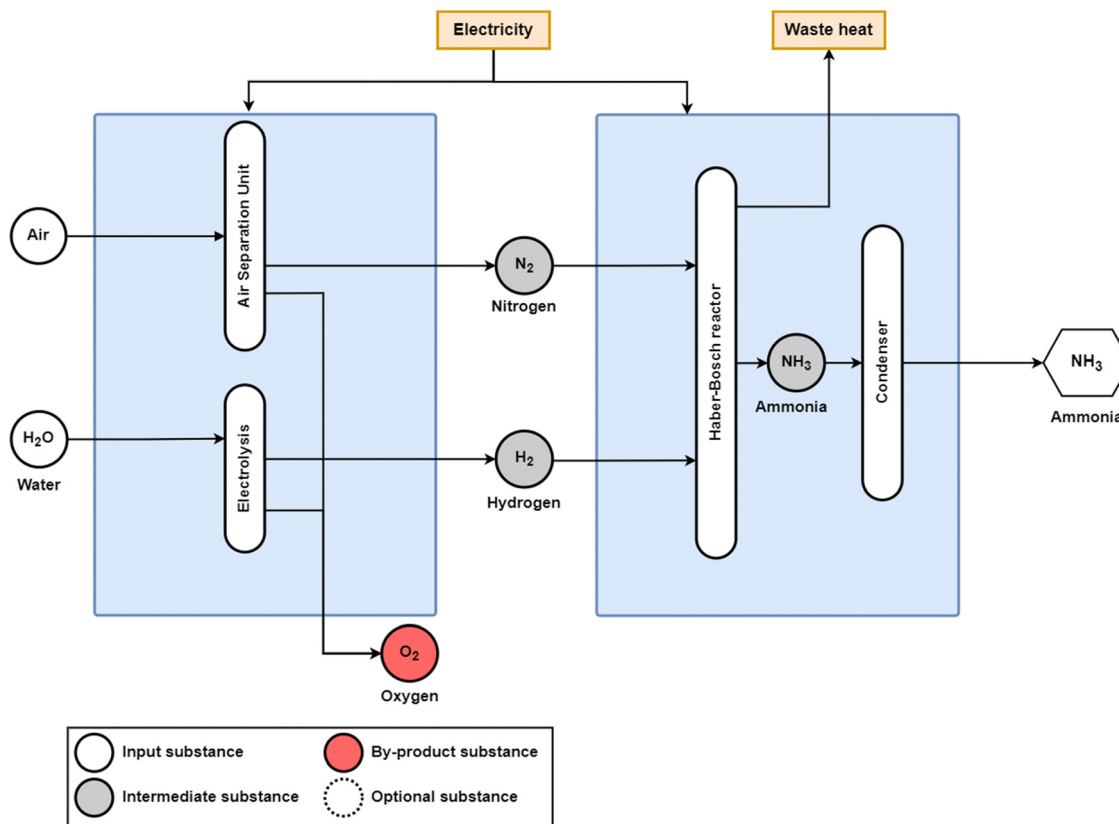 Electricity
Waste heat
Air
Air Separation Unit
N₂
Nitrogen
Haber-Bosch reactor
Condenser
NH₃
Ammonia
NH₃
Ammonia
H₂O
Water
Electrolysis
H₂
Hydrogen
O₂
Oxygen
Input substance
By-product substance
Intermediate substance
Optional substance